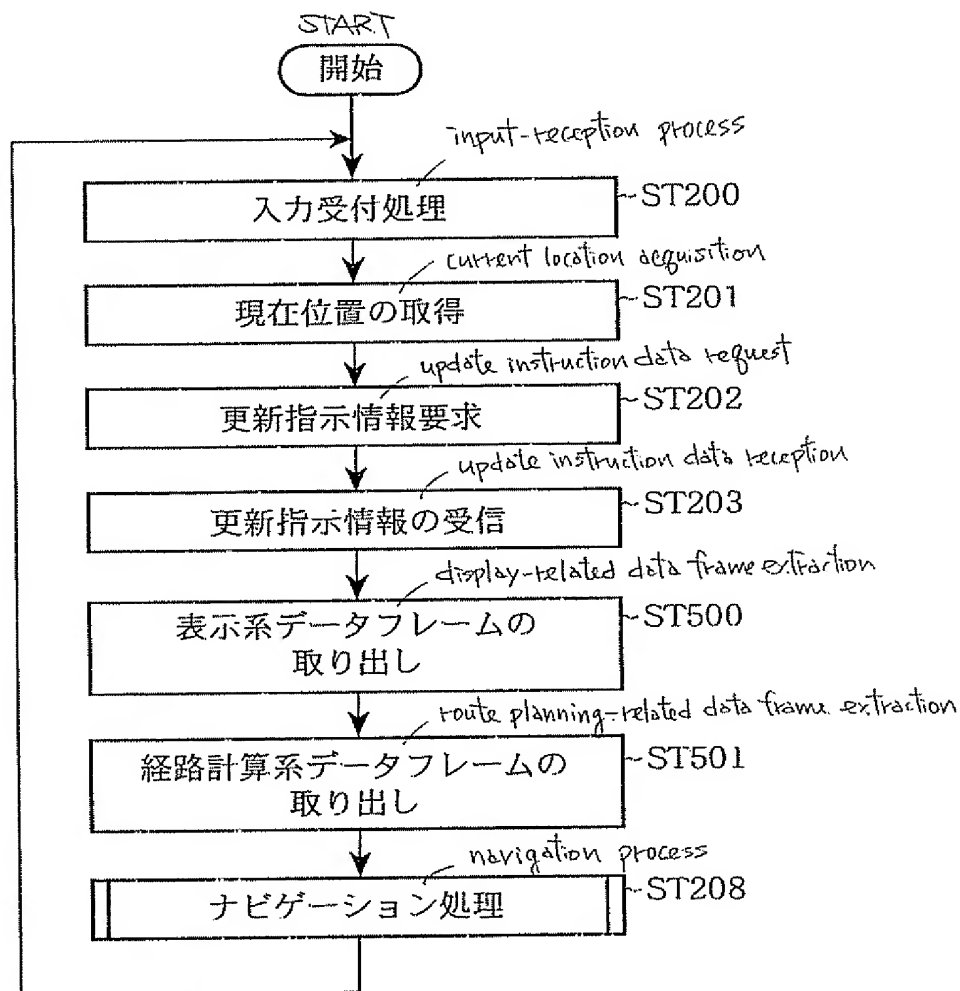 START
開始
input-reception process
入力受付処理
~ST200
current location acquisition
現在位置の取得
~ST201
update instruction data request
更新指示情報要求
~ST202
update instruction data reception
更新指示情報の受信
~ST203
display-related data frame extraction
表示系データフレームの
取り出し
~ST500
route planning-related data frame extraction
経路計算系データフレームの
取り出し
~ST501
navigation process
ナビゲーション処理
~ST208